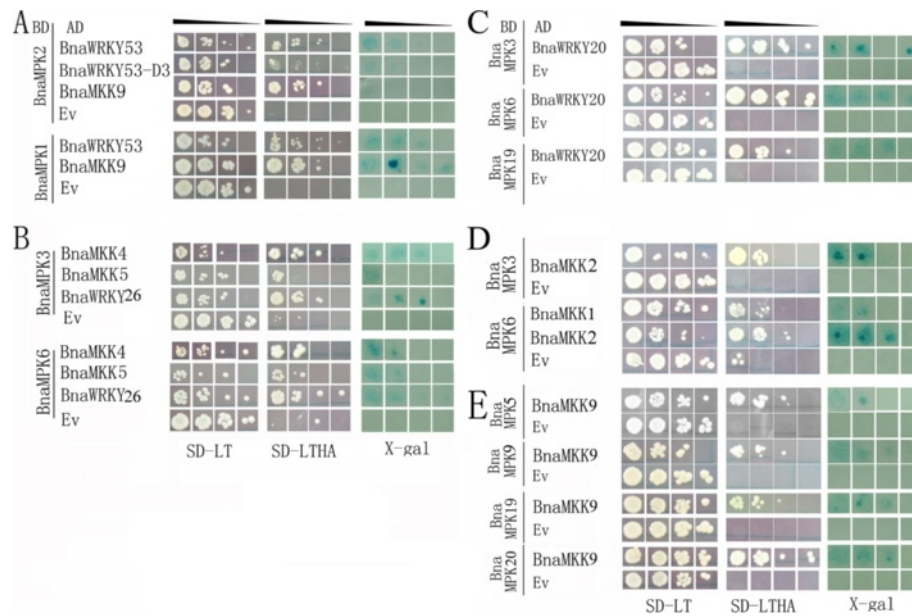 A
BD AD
BnaMPK2
BnaWRKY53
BnaWRKY53-D3
BnaMKK9
Ev
BnaMPK1
BnaWRKY53
BnaMKK9
Ev
B
BnaMPK3
BnaMKK4
BnaMKK5
BnaWRKY26
Ev
BnaMPK6
BnaMKK4
BnaMKK5
BnaWRKY26
Ev
SD-LT SD-LTHA X-gal
C
BD AD
Bna
MPK3
BnaWRKY20
Ev
Bna
MPK6
BnaWRKY20
Ev
Bna
MPK19
BnaWRKY20
Ev
D
Bna
MPK3
BnaMKK2
Ev
Bna
MPK6
BnaMKK1
BnaMKK2
Ev
E
Bna
MPK5
BnaMKK9
Ev
Bna
MPK9
BnaMKK9
Ev
Bna
MPK19
BnaMKK9
Ev
Bna
MPK20
BnaMKK9
Ev
SD-LT SD-LTHA X-gal